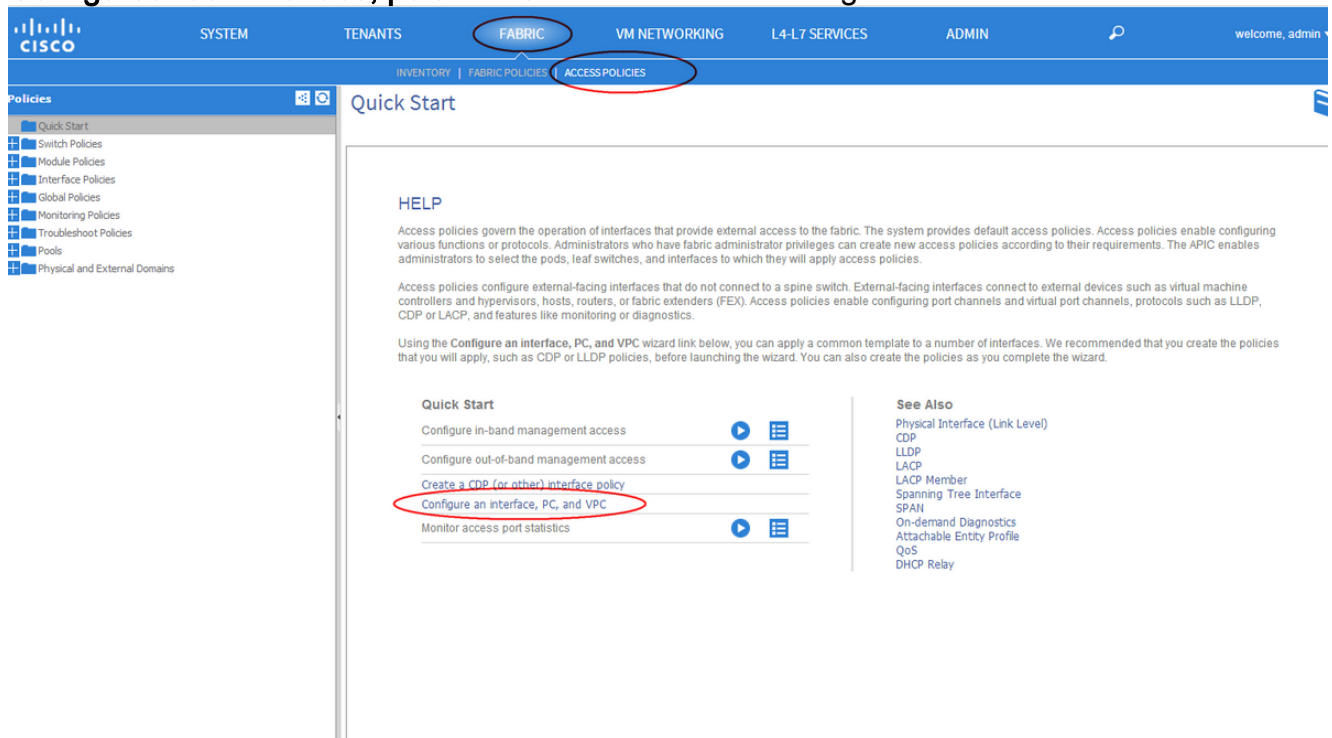 CISCO SYSTEM TENANTS FABRIC VM NETWORKING L4-L7 SERVICES ADMIN welcome, admin
INVENTORY | FABRIC POLICIES | ACCESS POLICIES
Policies
Quick Start
Switch Policies
Module Policies
Interface Policies
Global Policies
Monitoring Policies
Troubleshoot Policies
Pools
Physical and External Domains
Quick Start
HELP
Access policies govern the operation of interfaces that provide external access to the fabric. The system provides default access policies. Access policies enable configuring
various functions or protocols. Administrators who have fabric administrator privileges can create new access policies according to their requirements. The APIC enables
administrators to select the pods, leaf switches, and interfaces to which they will apply access policies.
Access policies configure external-facing interfaces that do not connect to a spine switch. External-facing interfaces connect to external devices such as virtual machine
controllers and hypervisors, hosts, routers, or fabric extenders (FEX). Access policies enable configuring port channels and virtual port channels, protocols such as LLDP,
CDP or LACP, and features like monitoring or diagnostics.
Using the Configure an interface, PC, and VPC wizard link below, you can apply a common template to a number of interfaces. We recommended that you create the policies
that you will apply, such as CDP or LLDP policies, before launching the wizard. You can also create the policies as you complete the wizard.
Quick Start
Configure in-band management access
Configure out-of-band management access
Create a CDP (or other) interface policy
Configure an interface, PC, and VPC
Monitor access port statistics
See Also
Physical Interface (Link Level)
CDP
LLDP
LACP
LACP Member
Spanning Tree Interface
SPAN
On-demand Diagnostics
Attachable Entity Profile
QoS
DHCP Relay